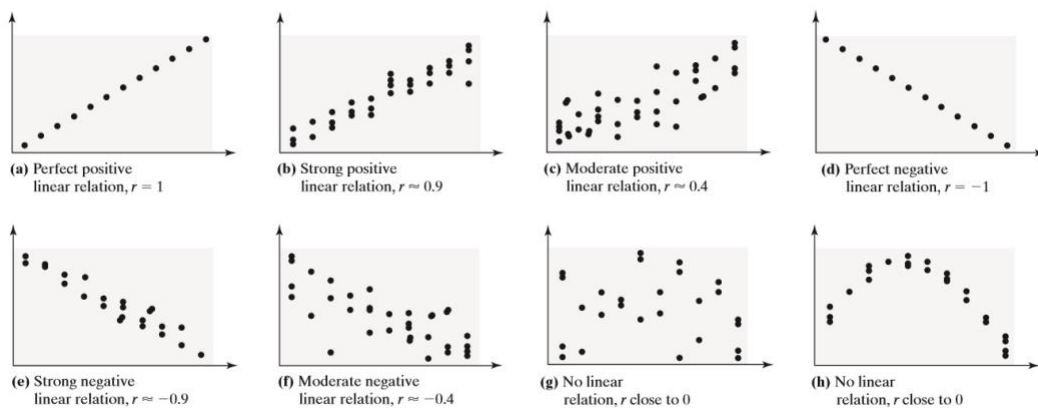 (a) Perfect positive
linear relation, r = 1
(b) Strong positive
linear relation, r ≈ 0.9
(c) Moderate positive
linear relation, r ≈ 0.4
(d) Perfect negative
linear relation, r = −1
(e) Strong negative
linear relation, r ≈ −0.9
(f) Moderate negative
linear relation, r ≈ −0.4
(g) No linear
relation, r close to 0
(h) No linear
relation, r close to 0